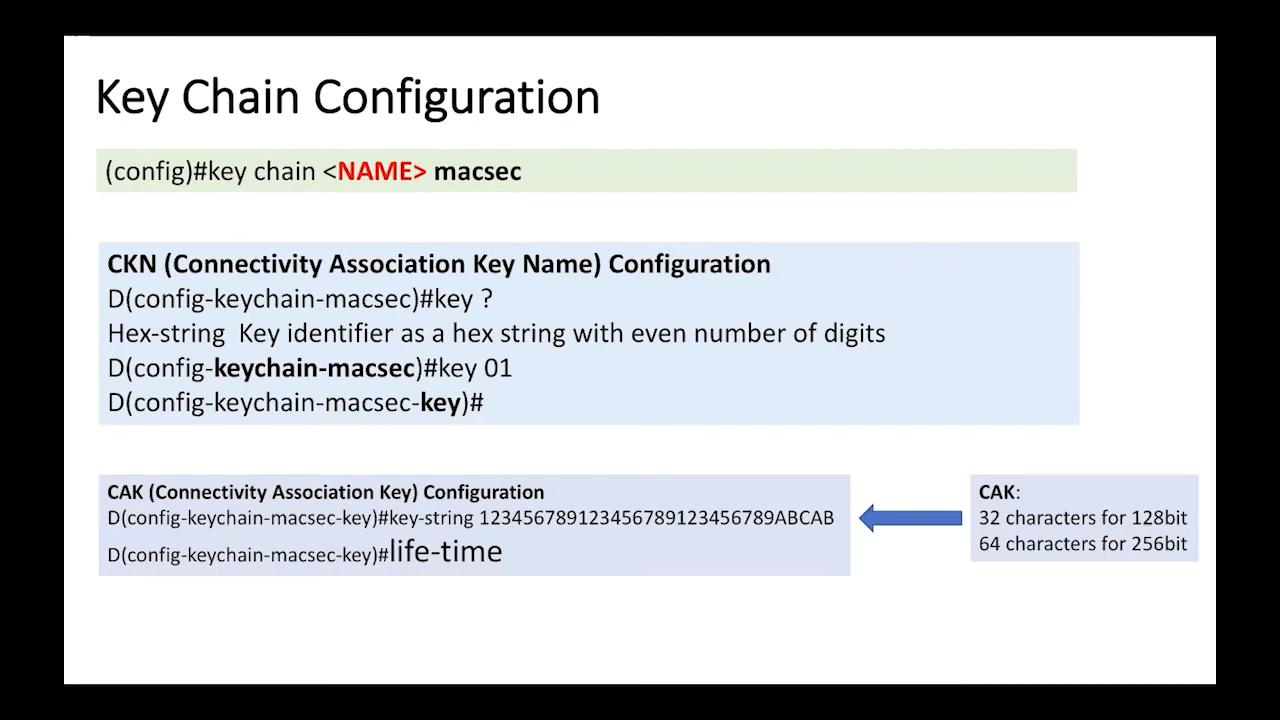 Key Chain Configuration
(config)#key chain <NAME> macsec
CKN (Connectivity Association Key Name) Configuration
D(config-keychain-macsec)#key ?
Hex-string  Key identifier as a hex string with even number of digits
D(config-keychain-macsec)#key 01
D(config-keychain-macsec-key)#
CAK (Connectivity Association Key) Configuration
D(config-keychain-macsec-key)#key-string 123456789123456789123456789ABCAB
D(config-keychain-macsec-key)#life-time
CAK:
32 characters for 128bit
64 characters for 256bit